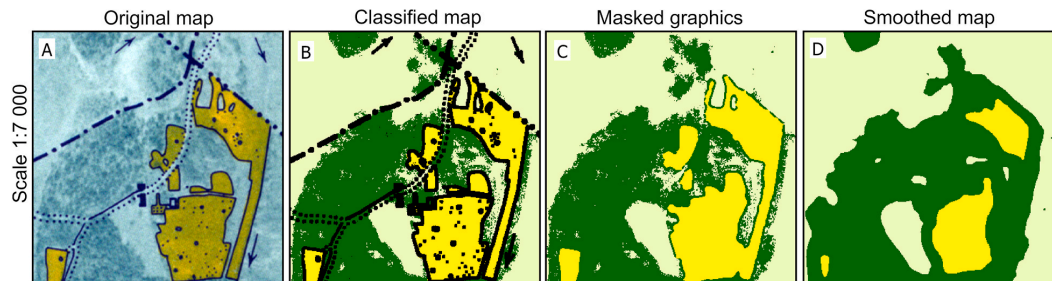 Original map
Classified map
Masked graphics
Smoothed map
Scale 1:7 000
A
B
C
D